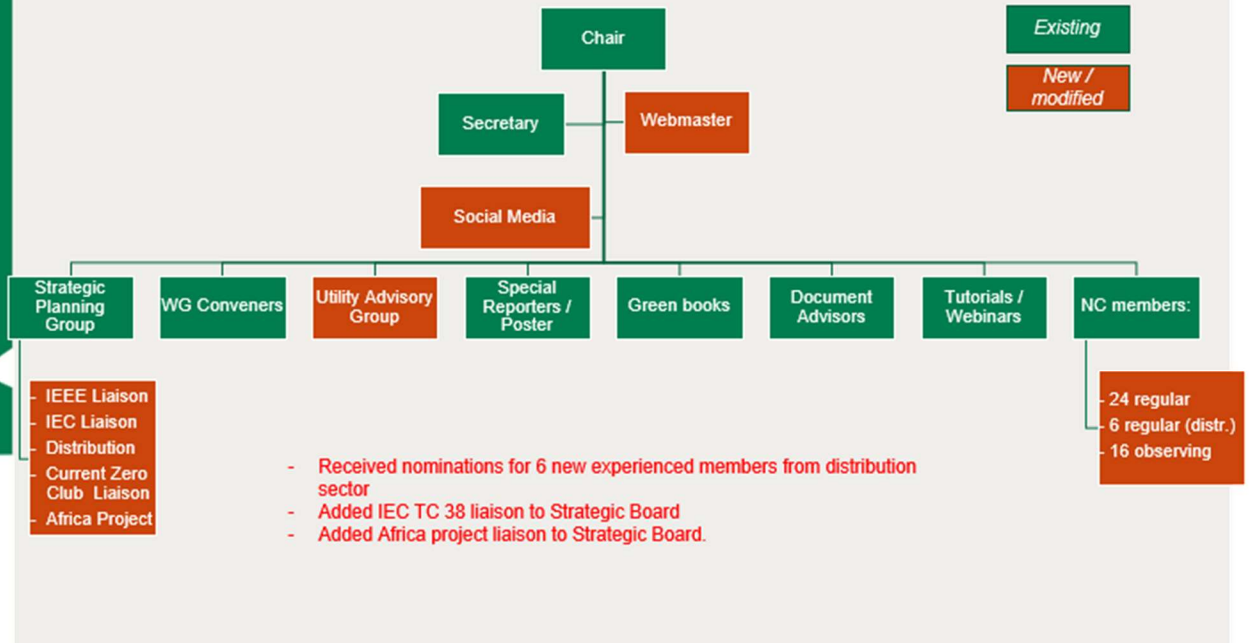 Chair
Existing
New /
modified
Secretary
Webmaster
Social Media
Strategic
Planning
Group
WG Conveners
Utility Advisory
Group
Special
Reporters /
Poster
Green books
Document
Advisors
Tutorials /
Webinars
NC members:
- IEEE Liaison
- IEC Liaison
- Distribution
- Current Zero
Club Liaison
- Africa Project
- 24 regular
- 6 regular (distr.)
- 16 observing
- Received nominations for 6 new experienced members from distribution
sector
- Added IEC TC 38 liaison to Strategic Board
- Added Africa project liaison to Strategic Board.